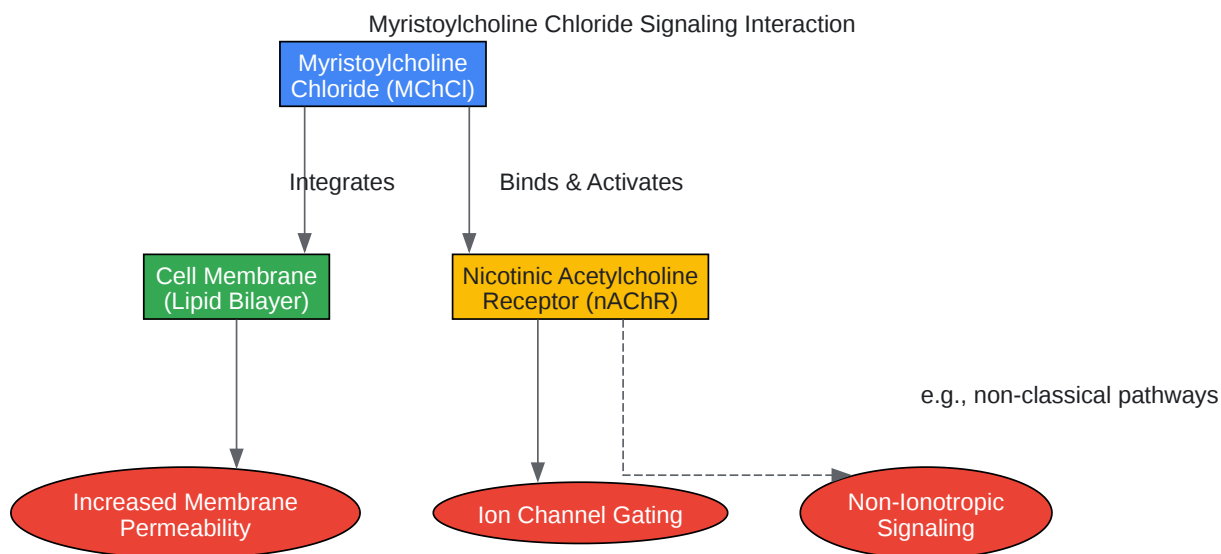 Myristoylcholine Chloride Signaling Interaction
Myristoylcholine
Chloride (MChCl)
Integrates
Binds & Activates
Cell Membrane
(Lipid Bilayer)
Nicotinic Acetylcholine
Receptor (nAChR)
e.g., non-classical pathways
Increased Membrane
Permeability
Ion Channel Gating
Non-Ionotropic
Signaling